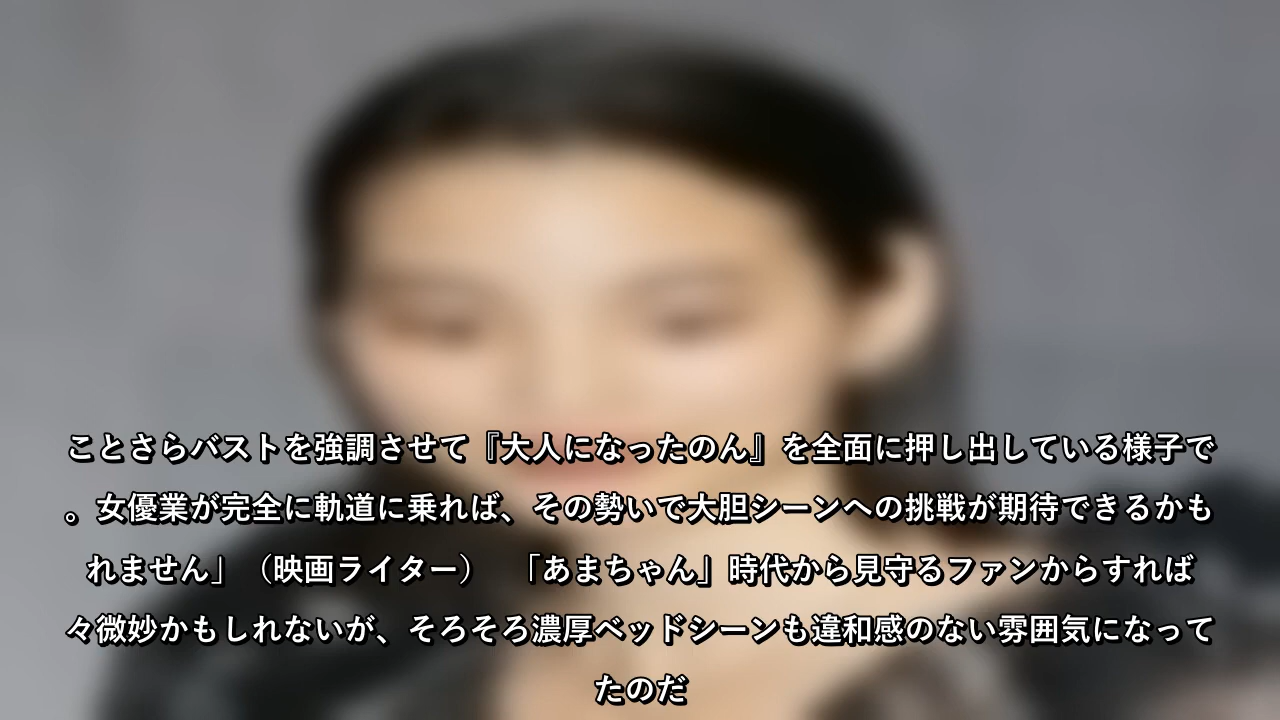 ことさらバストを強調させて『大人になったのん』を全面に押し出している様子で
。女優業が完全に軌道に乗れば、その勢いで大胆シーンへの挑戦が期待できるかも
れません」（映画ライター）　「あまちゃん」時代から見守るファンからすれば
々微妙かもしれないが、そろそろ濃厚ベッドシーンも違和感のない雰囲気になって
たのだ